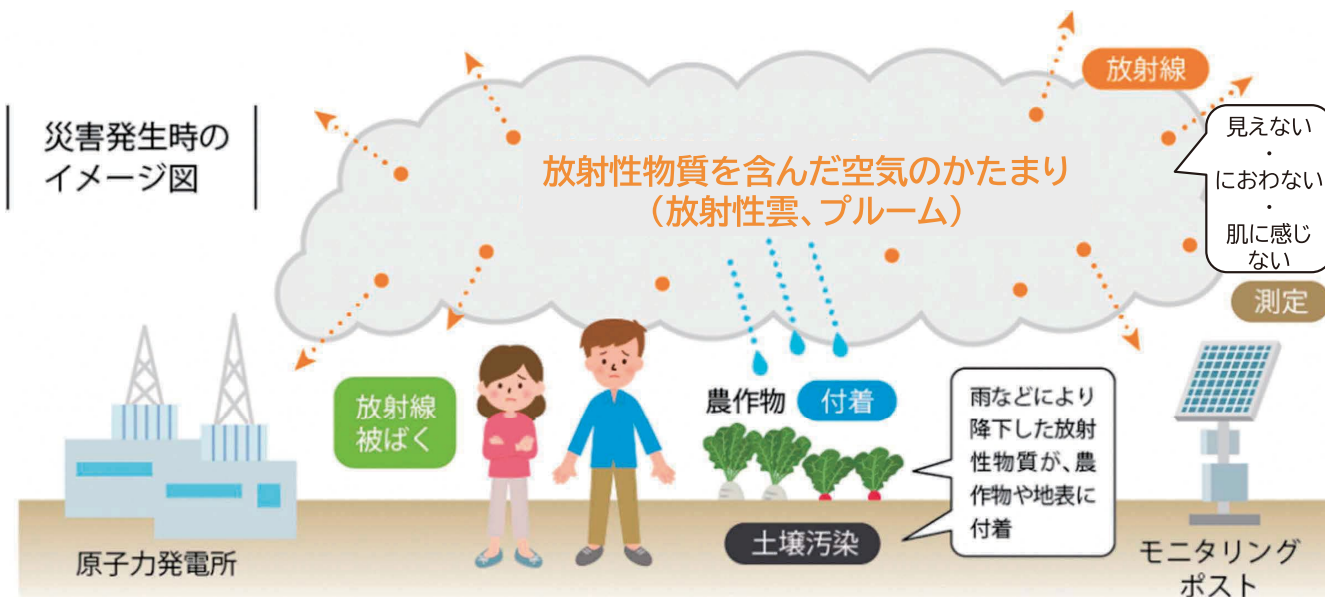 災害発生時の
イメージ図
放射性物質を含んだ空気のかたまり
（放射性雲、プルーム）
放射線
見えない
・
におわない
・
肌に感じ
ない
測定
放射線
被ばく
農作物
付着
雨などにより
降下した放射
性物質が、農
作物や地表に
付着
土壌汚染
原子力発電所
モニタリング
ポスト